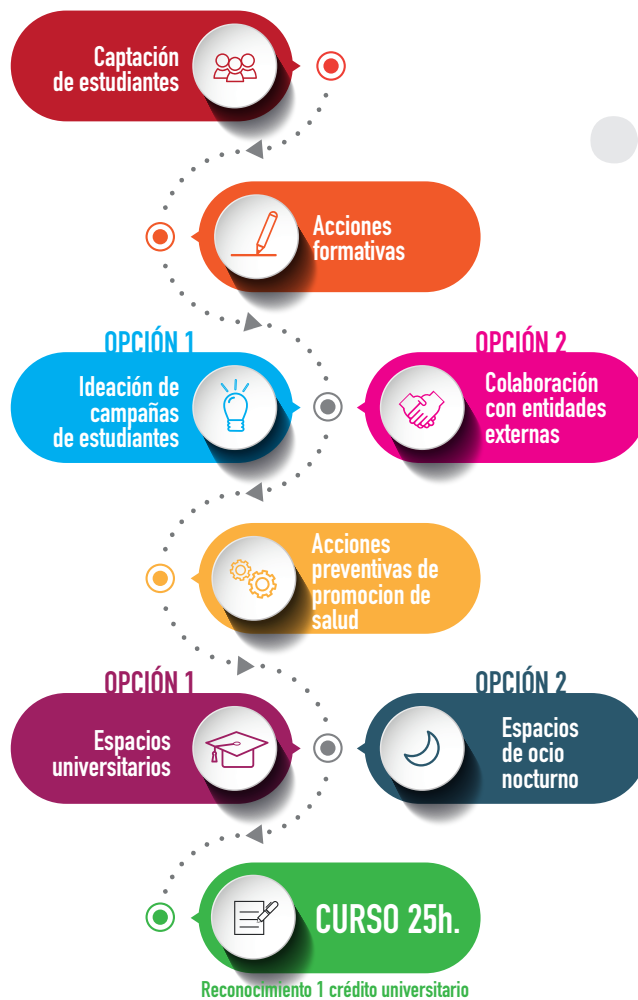 Captación
de estudiantes
Acciones
formativas
OPCIÓN 1
Ideación de
campañas
de estudiantes
OPCIÓN 2
Colaboración
con entidades
externas
Acciones
preventivas de
promocion de
salud
OPCIÓN 1
Espacios
universitarios
OPCIÓN 2
Espacios
de ocio
nocturno
CURSO 25h.
Reconocimiento 1 crédito universitario